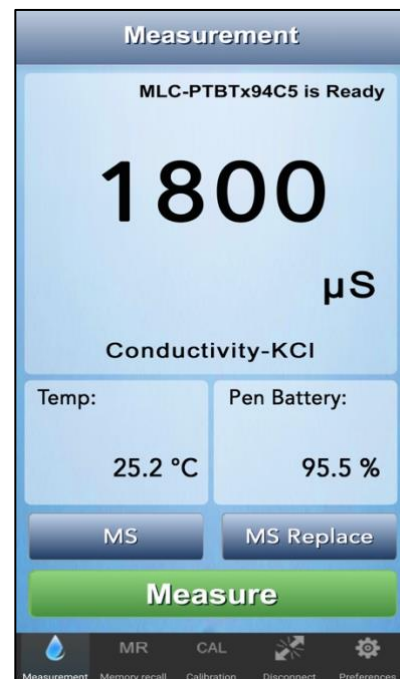 Measurement
MLC-PTBTx94C5 is Ready
1800
µS
Conductivity-KCl
Temp:
25.2 °C
Pen Battery:
95.5 %
MS
MS Replace
Measure
MR
CAL
Measurement
Memory recall
Calibration
Disconnect
Preferences